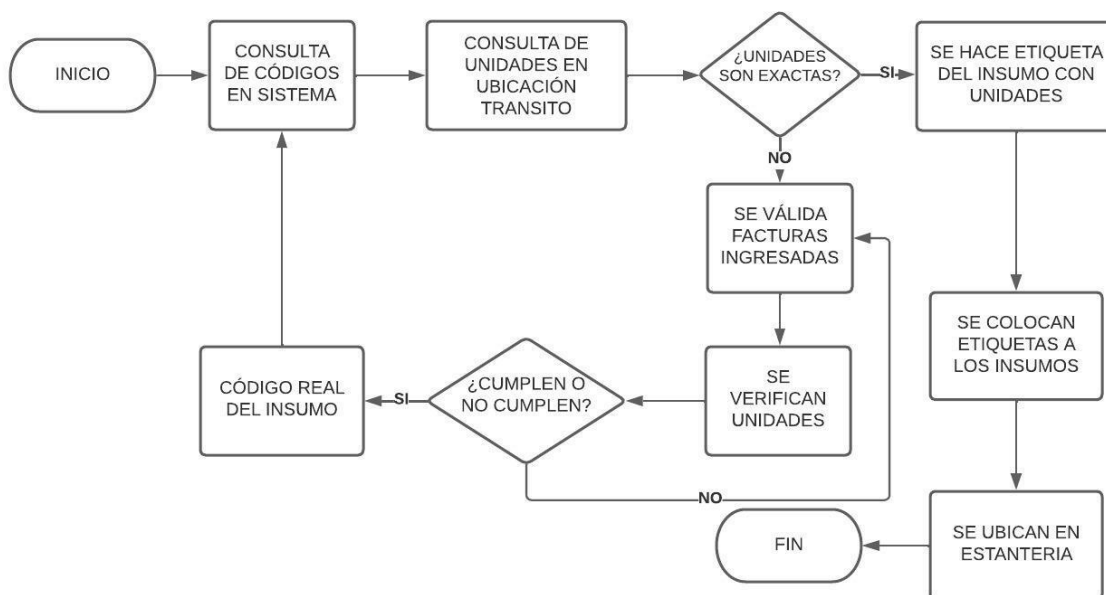 INICIO
CONSULTA
DE CÓDIGOS
EN SISTEMA
CONSULTA DE
UNIDADES EN
UBICACIÓN
TRANSITO
¿UNIDADES
SON EXACTAS?
SI
SE HACE ETIQUETA
DEL INSUMO CON
UNIDADES
NO
SE VÁLIDA
FACTURAS
INGRESADAS
SE COLOCAN
ETIQUETAS A
LOS INSUMOS
SE
VERIFICAN
UNIDADES
¿CUMPLEN O
NO CUMPLEN?
SI
CÓDIGO REAL
DEL INSUMO
NO
SE UBICAN EN
ESTANTERIA
FIN